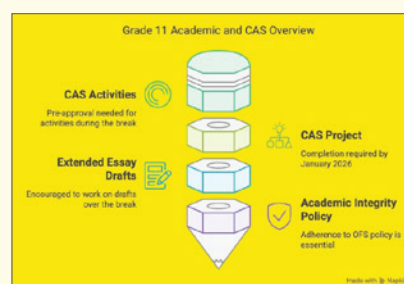 Grade 11 Academic and CAS Overview
CAS Activities
Pre-approval needed for
activities during the break
CAS Project
Completion required by
January 2026
Extended Essay
Drafts
Encouraged to work on drafts
over the break
Academic Integrity
Policy
Adherence to OFS policy is
essential
Made with Napkin